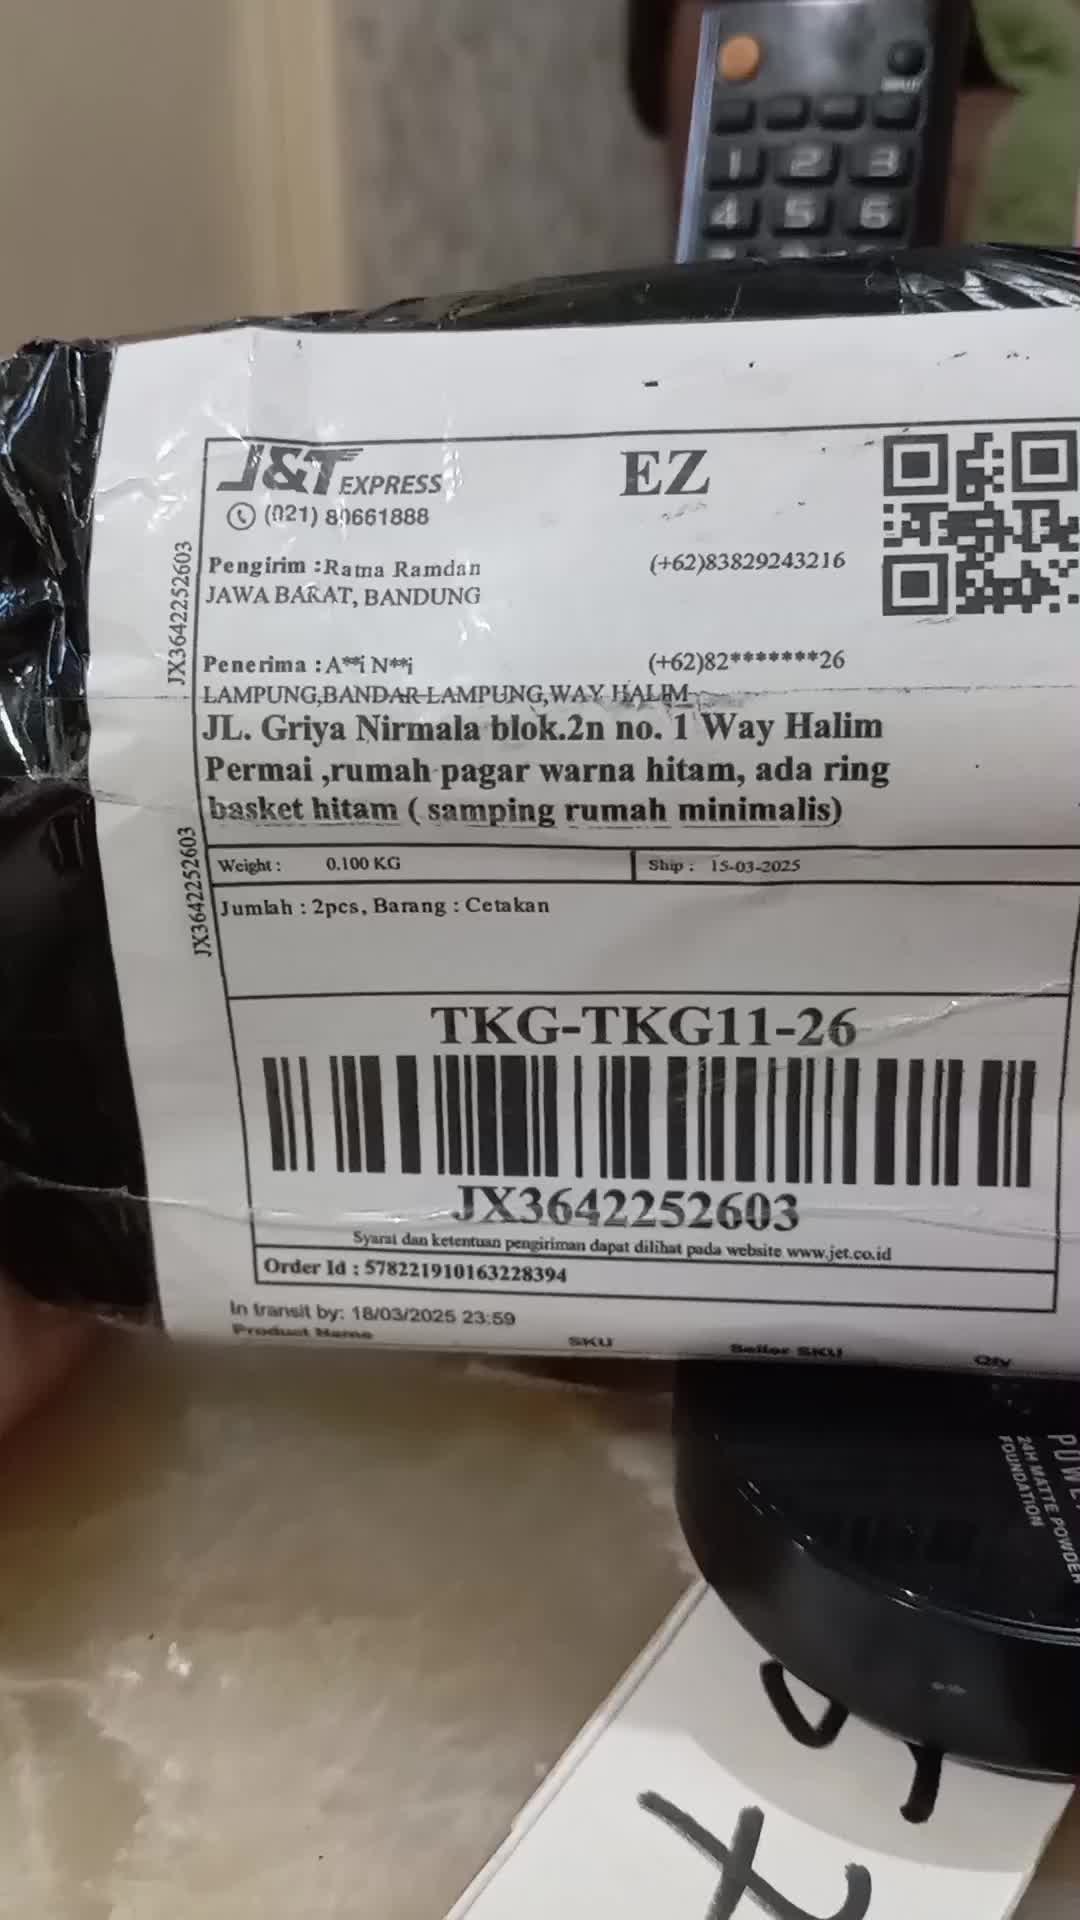 1 2 3
4 5 6
J&T EXPRESS
EZ
(021) 80661888
Pengirim : Ratna Ramdan
(+62)83829243216
JAWA BARAT, BANDUNG
Penerima : A**i N**i
(+62)82*******26
LAMPUNG,BANDAR LAMPUNG,WAY HALIM
JL. Griya Nirmala blok.2n no. 1 Way Halim
Permai ,rumah pagar warna hitam, ada ring
basket hitam ( samping rumah minimalis)
Weight : 0.100 KG
Ship : 15-03-2025
Jumlah : 2pcs, Barang : Cetakan
JX3642252603
JX3642252603
TKG-TKG11-26
JX3642252603
Syarat dan ketentuan pengiriman dapat dilihat pada website www.jet.co.id
Order Id : 578221910163228394
In transit by: 18/03/2025 23:59
Product Name SKU Seller SKU Qty
24H MATTE POWDER
FOUNDATION